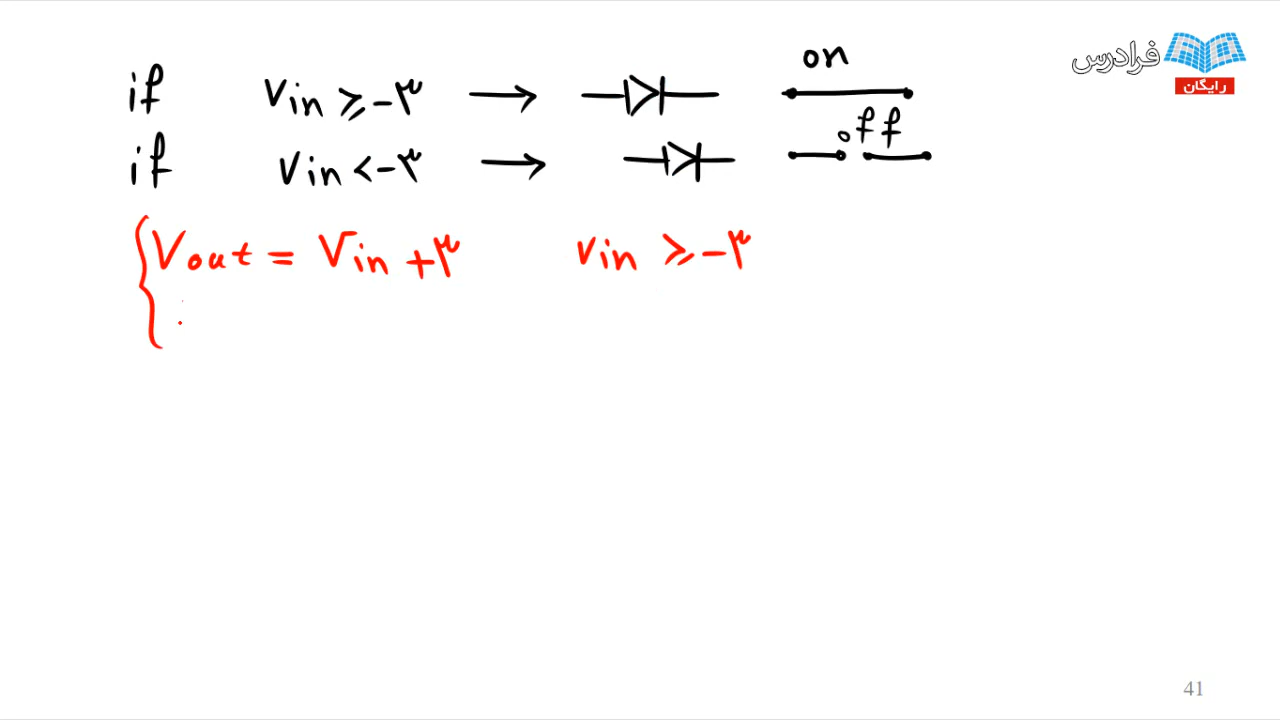 فرادرس
رایگان
if Vin ≥ -۳ → on
if Vin < -۳ → off
Vout = Vin + ۳ Vin ≥ -۳
41